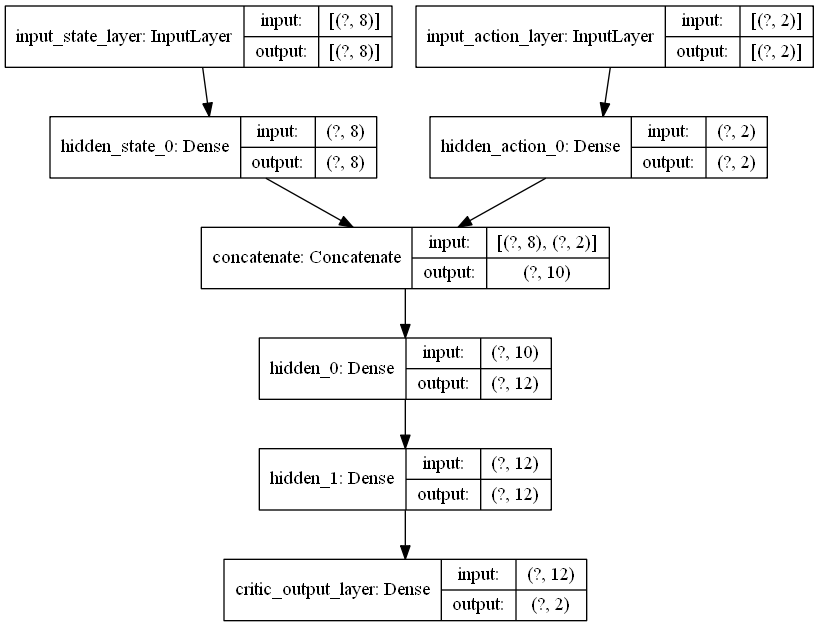 input_state_layer: InputLayer
input:
[(?, 8)]
output:
[(?, 8)]
input_action_layer: InputLayer
input:
[(?, 2)]
output:
[(?, 2)]
hidden_state_0: Dense
input:
(?, 8)
output:
(?, 8)
hidden_action_0: Dense
input:
(?, 2)
output:
(?, 2)
concatenate: Concatenate
input:
[(?, 8), (?, 2)]
output:
(?, 10)
hidden_0: Dense
input:
(?, 10)
output:
(?, 12)
hidden_1: Dense
input:
(?, 12)
output:
(?, 12)
critic_output_layer: Dense
input:
(?, 12)
output:
(?, 2)